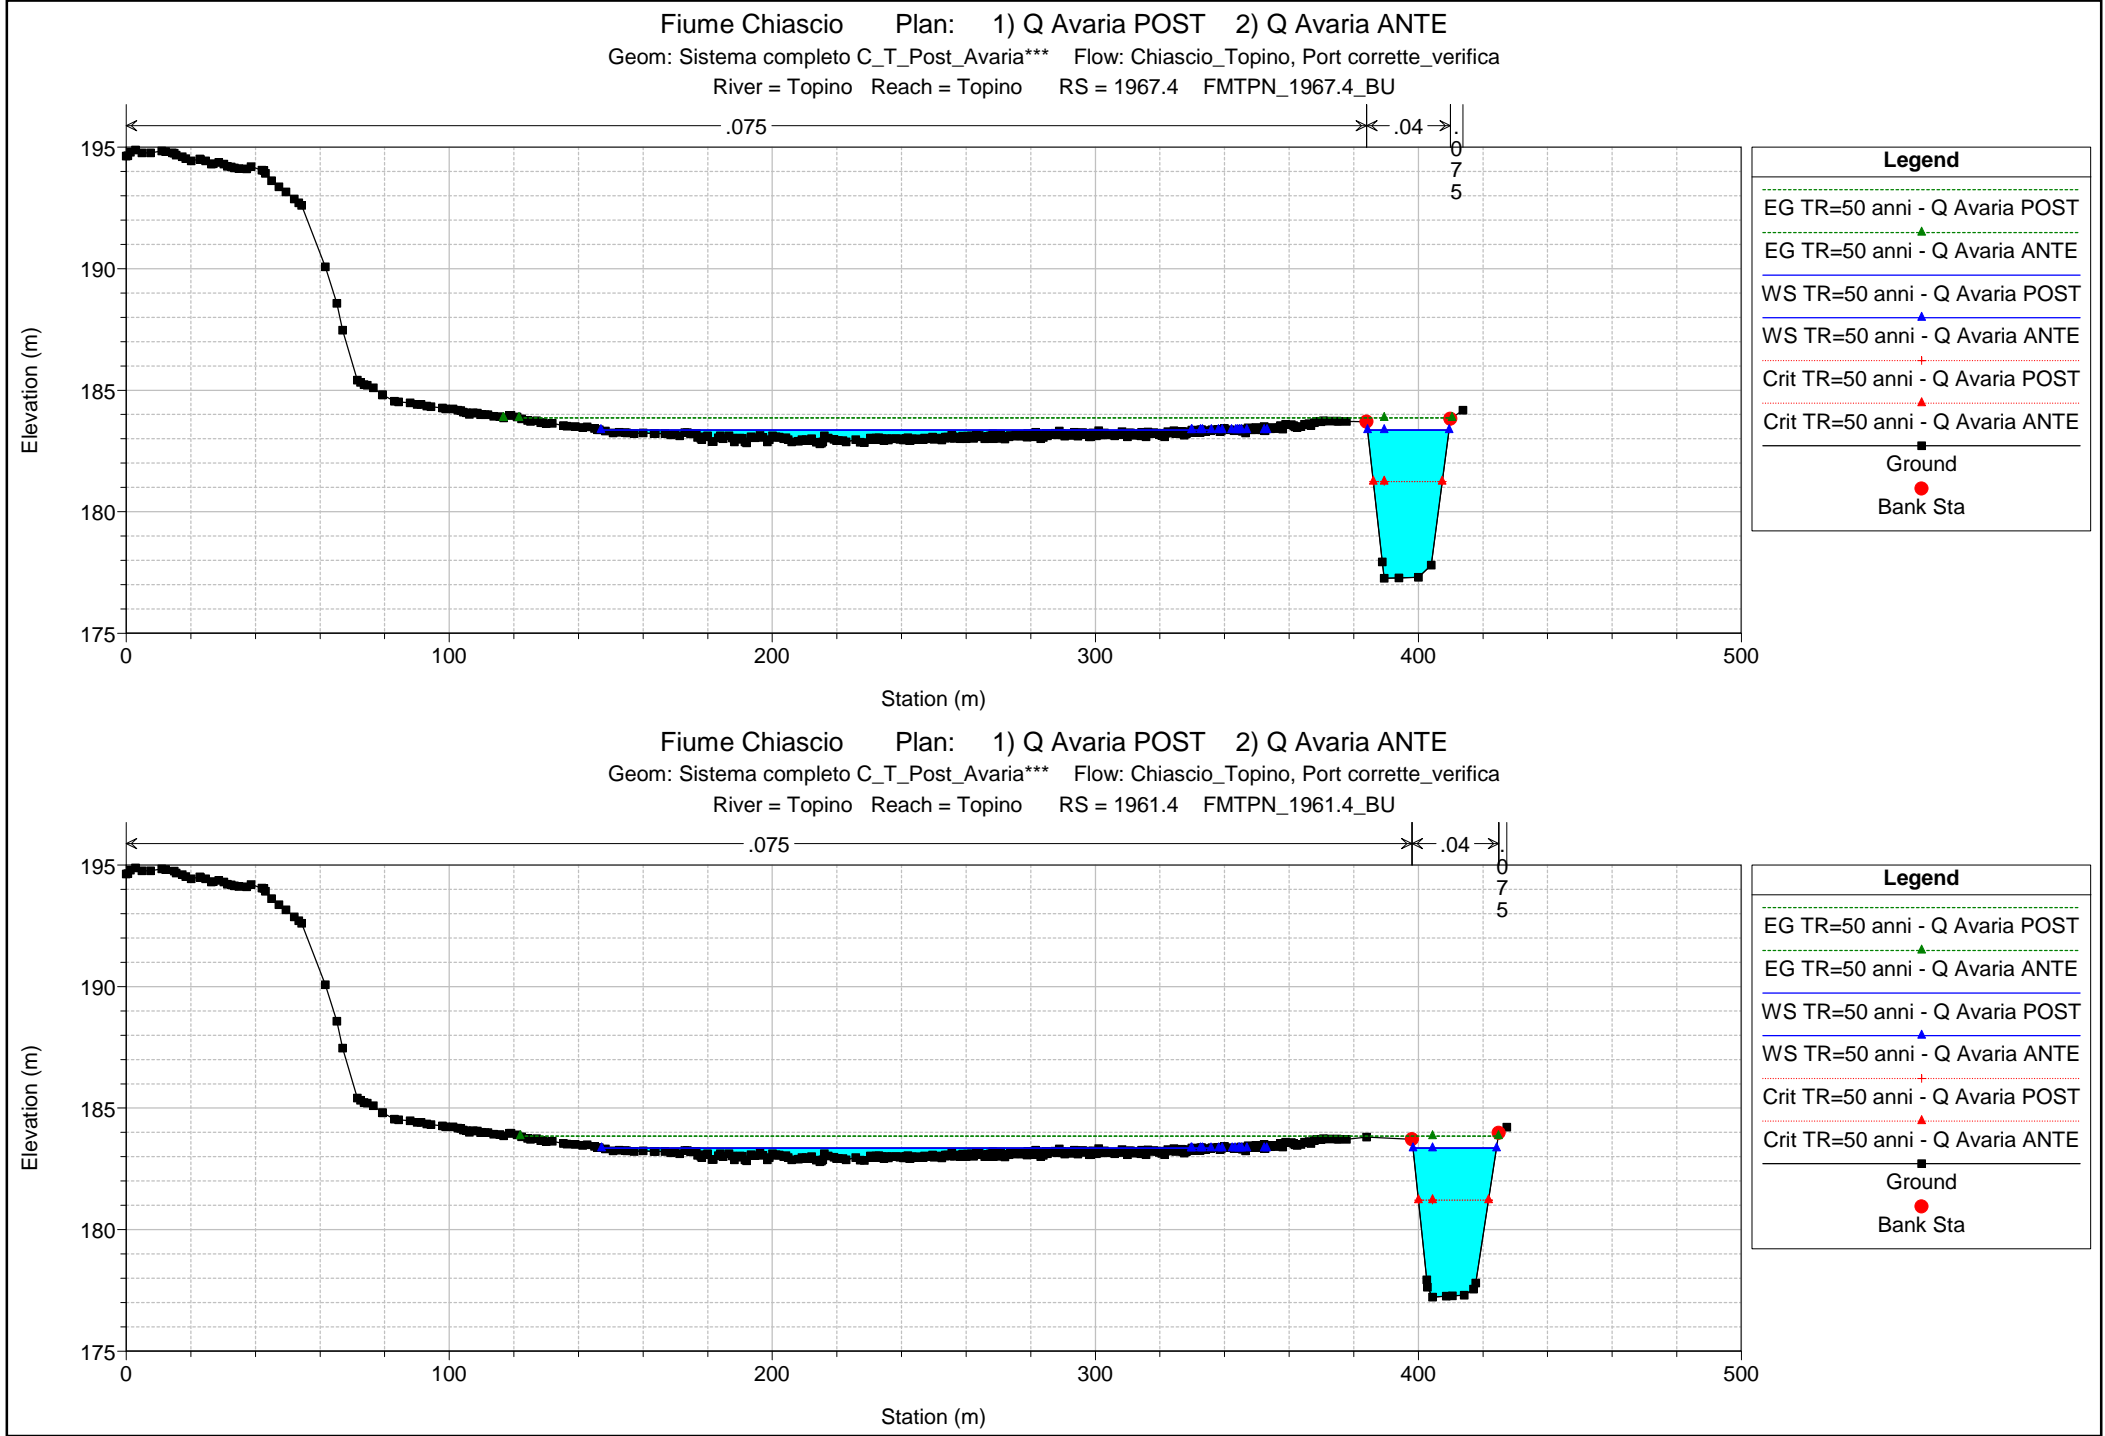 Fiume Chiascio Plan: 1) Q Avaria POST 2) Q Avaria ANTE
Geom: Sistema completo C_T_Post_Avaria*** Flow: Chiascio_Topino, Port corrette_verifica
River = Topino Reach = Topino RS = 1967.4 FMTPN_1967.4_BU
.075
.04
.075
195
190
185
180
175
Elevation (m)
0 100 200 300 400 500
Station (m)
Legend
EG TR=50 anni - Q Avaria POST
EG TR=50 anni - Q Avaria ANTE
WS TR=50 anni - Q Avaria POST
WS TR=50 anni - Q Avaria ANTE
Crit TR=50 anni - Q Avaria POST
Crit TR=50 anni - Q Avaria ANTE
Ground
Bank Sta
Fiume Chiascio Plan: 1) Q Avaria POST 2) Q Avaria ANTE
Geom: Sistema completo C_T_Post_Avaria*** Flow: Chiascio_Topino, Port corrette_verifica
River = Topino Reach = Topino RS = 1961.4 FMTPN_1961.4_BU
.075
.04
.075
195
190
185
180
175
Elevation (m)
0 100 200 300 400 500
Station (m)
Legend
EG TR=50 anni - Q Avaria POST
EG TR=50 anni - Q Avaria ANTE
WS TR=50 anni - Q Avaria POST
WS TR=50 anni - Q Avaria ANTE
Crit TR=50 anni - Q Avaria POST
Crit TR=50 anni - Q Avaria ANTE
Ground
Bank Sta